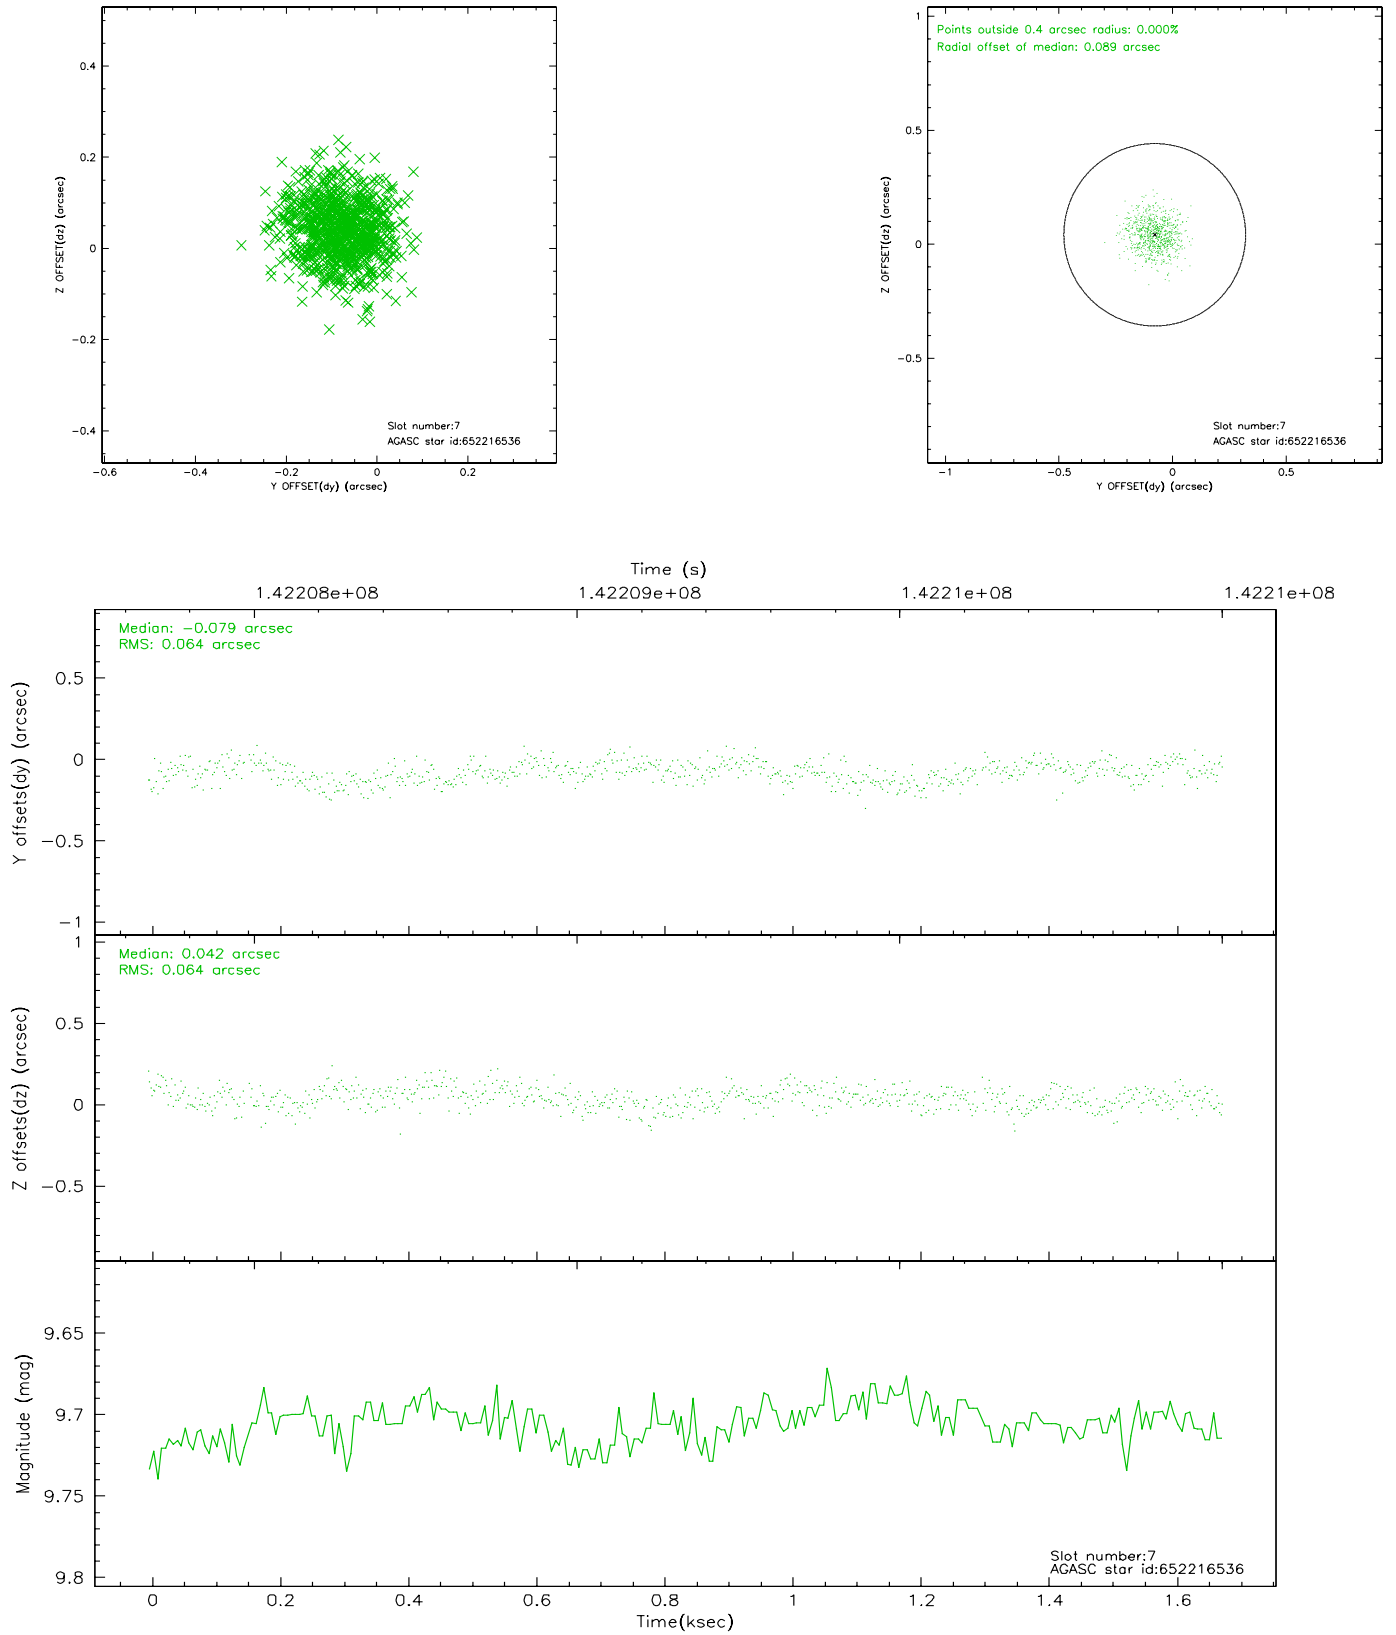 0.4
0.2
0
−0.2
−0.4
Z OFFSET(dz) (arcsec)
Slot number:7
AGASC star id:652216536
−0.6 −0.4 −0.2 0 0.2
Y OFFSET(dy) (arcsec)
Points outside 0.4 arcsec radius: 0.000%
Radial offset of median: 0.089 arcsec
1
0.5
0
−0.5
Z OFFSET(dz) (arcsec)
Slot number:7
AGASC star id:652216536
−1 −0.5 0 0.5
Y OFFSET(dy) (arcsec)
Time (s)
1.42208e+08 1.42209e+08 1.4221e+08 1.4221e+08
Median: −0.079 arcsec
RMS: 0.064 arcsec
0.5
0
−0.5
−1
Y offsets(dy) (arcsec)
Median: 0.042 arcsec
RMS: 0.064 arcsec
1
0.5
0
−0.5
Z offsets(dz) (arcsec)
9.65
9.7
9.75
9.8
Magnitude (mag)
Slot number:7
AGASC star id:652216536
0 0.2 0.4 0.6 0.8 1 1.2 1.4 1.6
Time(ksec)